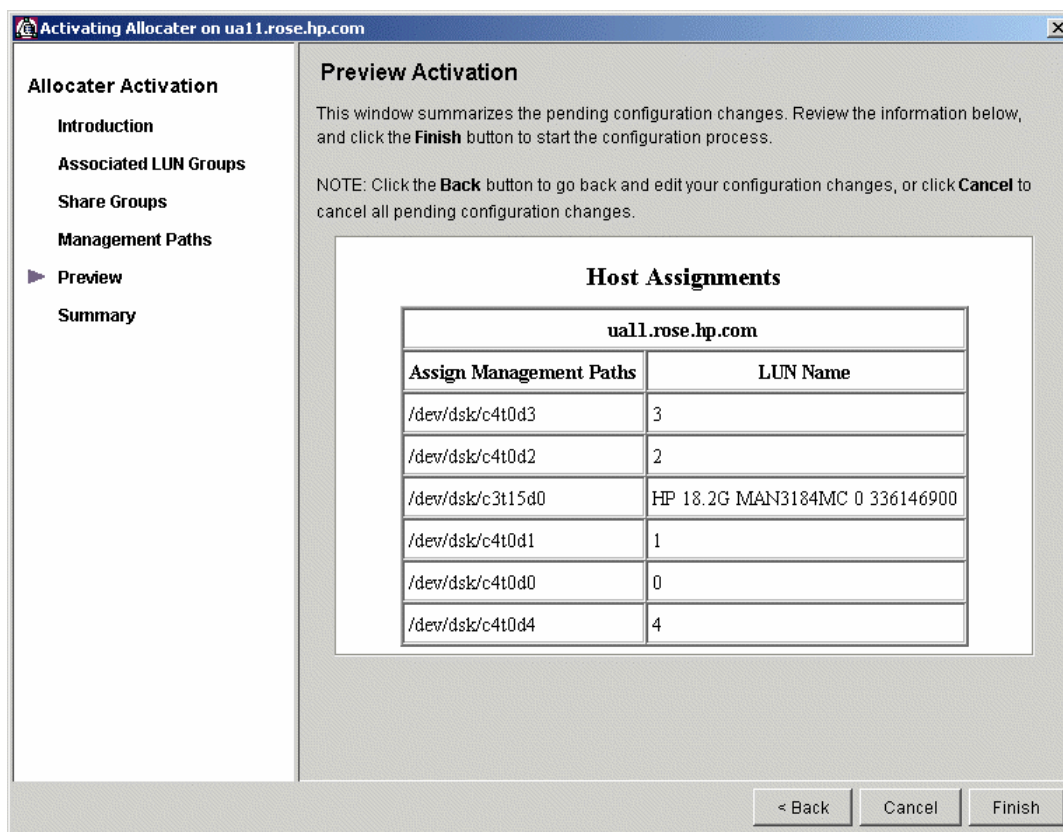 Activating Allocater on ua11.rose.hp.com
Allocater Activation
Introduction
Associated LUN Groups
Share Groups
Management Paths
Preview
Summary
Preview Activation
This window summarizes the pending configuration changes. Review the information below,
and click the Finish button to start the configuration process.
NOTE: Click the Back button to go back and edit your configuration changes, or click Cancel to
cancel all pending configuration changes.
Host Assignments
ua11.rose.hp.com
Assign Management Paths LUN Name
/dev/dsk/c4t0d3 3
/dev/dsk/c4t0d2 2
/dev/dsk/c3t15d0 HP 18.2G MAN3184MC 0 336146900
/dev/dsk/c4t0d1 1
/dev/dsk/c4t0d0 0
/dev/dsk/c4t0d4 4
< Back Cancel Finish